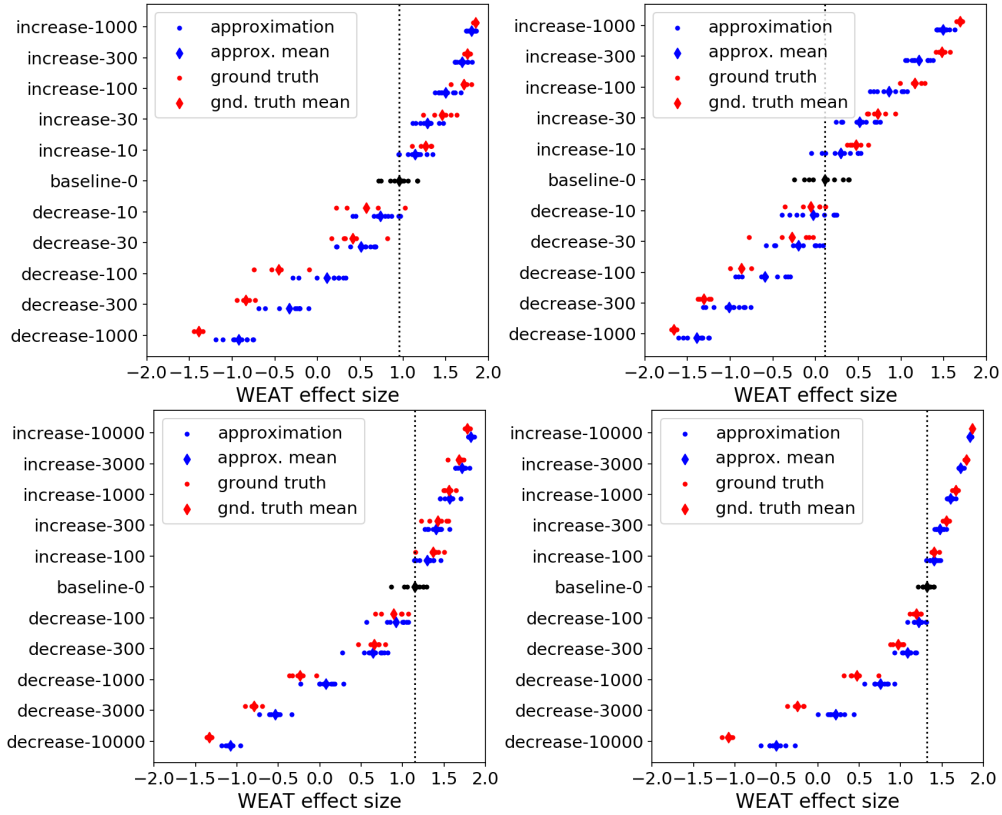 increase-1000
increase-300
increase-100
increase-30
increase-10
baseline-0
decrease-10
decrease-30
decrease-100
decrease-300
decrease-1000
approximation
approx. mean
ground truth
gnd. truth mean
−2.0 −1.5 −1.0 −0.5 0.0 0.5 1.0 1.5 2.0
WEAT effect size
increase-1000
increase-300
increase-100
increase-30
increase-10
baseline-0
decrease-10
decrease-30
decrease-100
decrease-300
decrease-1000
approximation
approx. mean
ground truth
gnd. truth mean
−2.0 −1.5 −1.0 −0.5 0.0 0.5 1.0 1.5 2.0
WEAT effect size
increase-10000
increase-3000
increase-1000
increase-300
increase-100
baseline-0
decrease-100
decrease-300
decrease-1000
decrease-3000
decrease-10000
approximation
approx. mean
ground truth
gnd. truth mean
−2.0 −1.5 −1.0 −0.5 0.0 0.5 1.0 1.5 2.0
WEAT effect size
increase-10000
increase-3000
increase-1000
increase-300
increase-100
baseline-0
decrease-100
decrease-300
decrease-1000
decrease-3000
decrease-10000
approximation
approx. mean
ground truth
gnd. truth mean
−2.0 −1.5 −1.0 −0.5 0.0 0.5 1.0 1.5 2.0
WEAT effect size